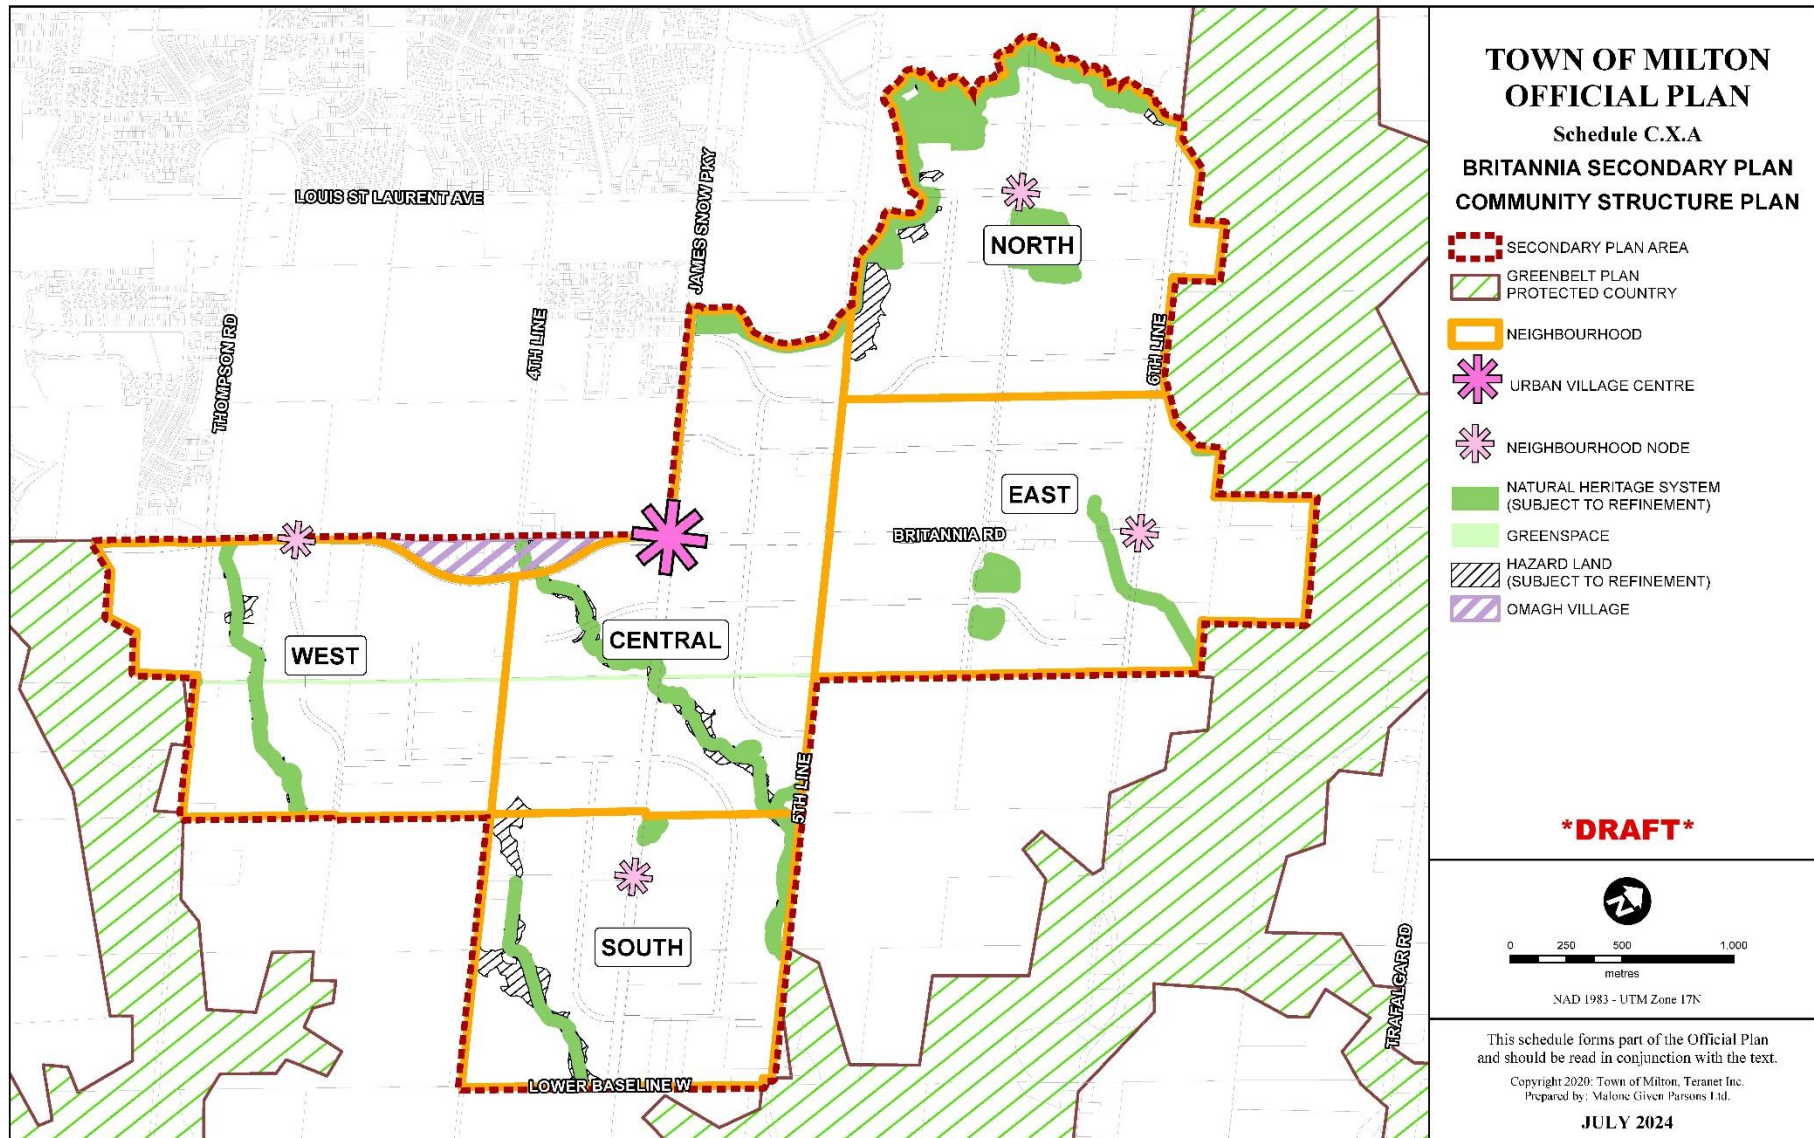 TOWN OF MILTON
OFFICIAL PLAN
Schedule C.X.A
BRITANNIA SECONDARY PLAN
COMMUNITY STRUCTURE PLAN
SECONDARY PLAN AREA
GREENBELT PLAN
PROTECTED COUNTRY
NEIGHBOURHOOD
URBAN VILLAGE CENTRE
NEIGHBOURHOOD NODE
NATURAL HERITAGE SYSTEM
(SUBJECT TO REFINEMENT)
GREENSPACE
HAZARD LAND
(SUBJECT TO REFINEMENT)
OMAGH VILLAGE
*DRAFT*
N
0 250 500 1,000
metres
NAD 1983 - UTM Zone 17N
This schedule forms part of the Official Plan
and should be read in conjunction with the text.
Copyright 2020: Town of Milton, Teranet Inc.
Prepared by: Malone Given Parsons Ltd.
JULY 2024
LOUIS ST LAURENT AVE
JAMES SNOW PKY
NORTH
THOMPSON RD
4TH LINE
6TH LINE
EAST
BRITANNIA RD
CENTRAL
WEST
5TH LINE
SOUTH
TRAFALGAR RD
LOWER BASELINE W